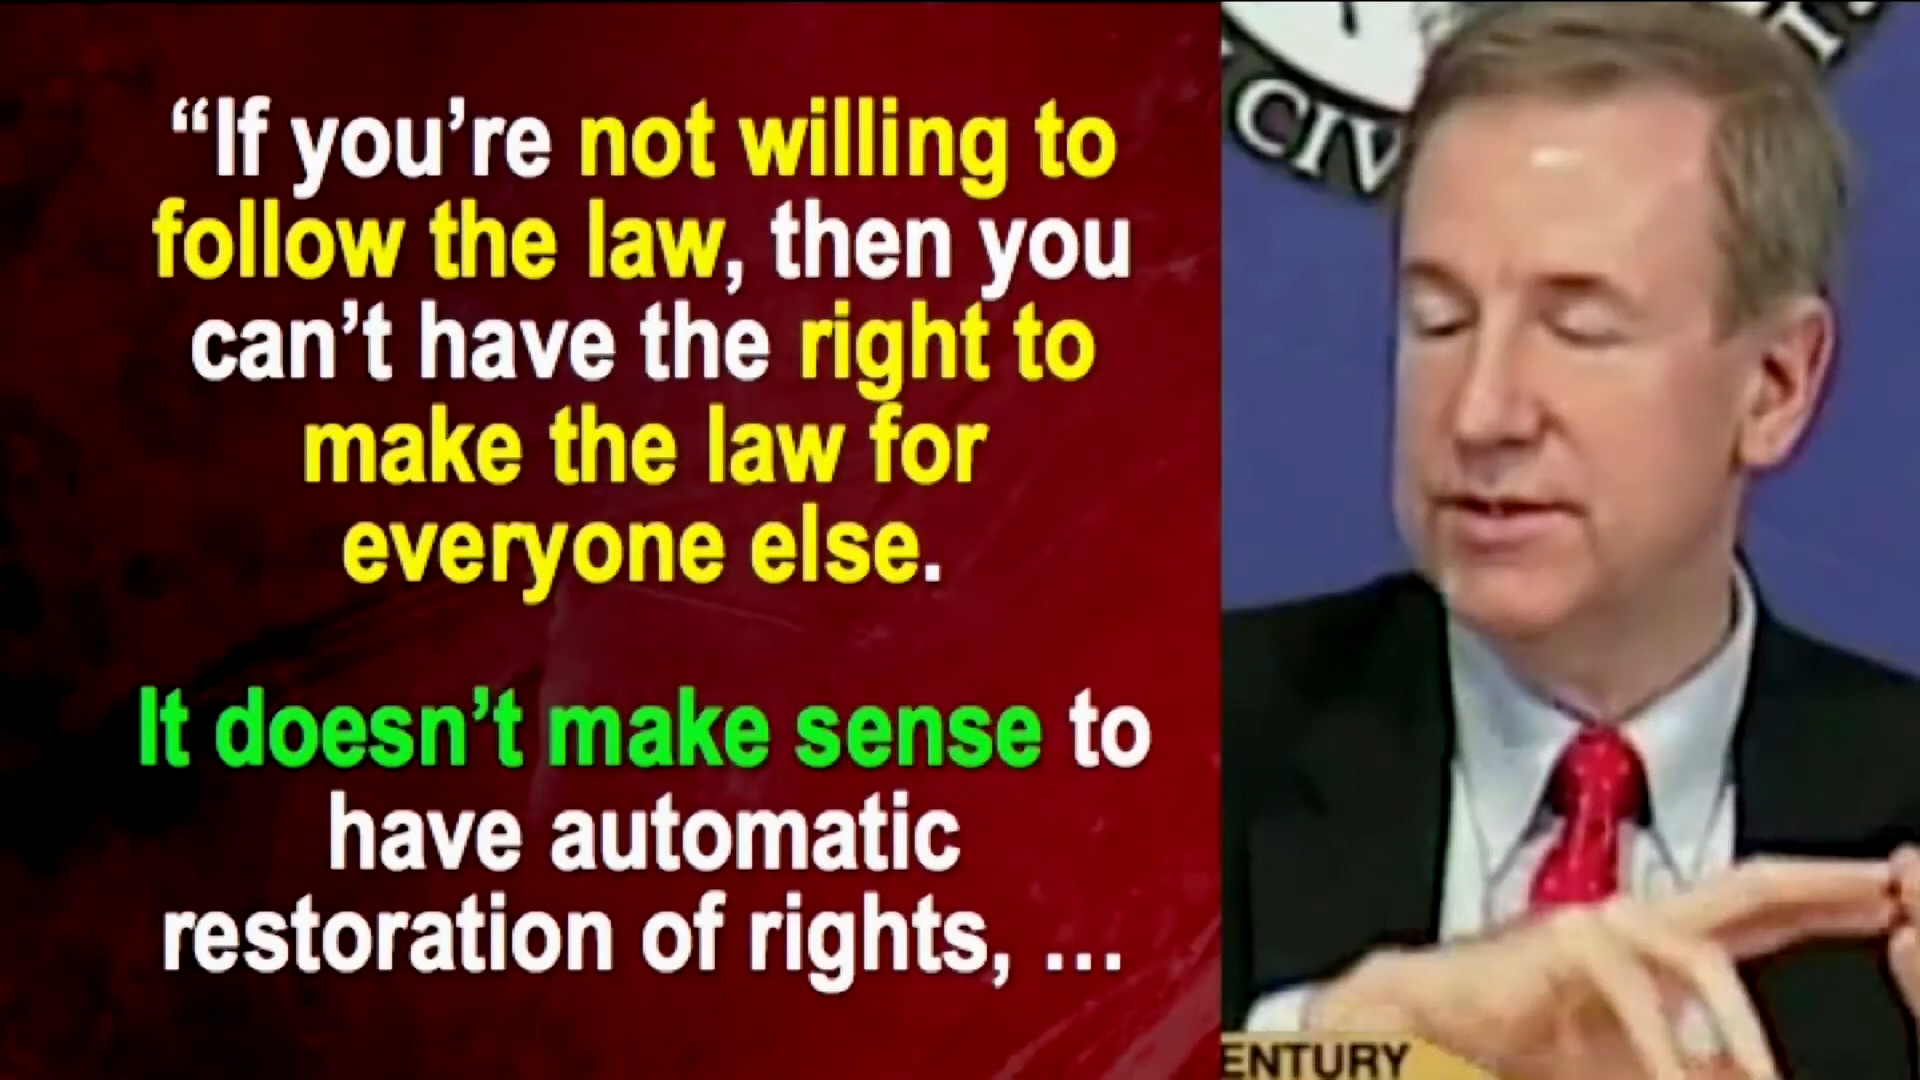 “If you’re not willing to
follow the law, then you
can’t have the right to
make the law for
everyone else.
It doesn’t make sense to
have automatic
restoration of rights, ...
CIV
ENTURY